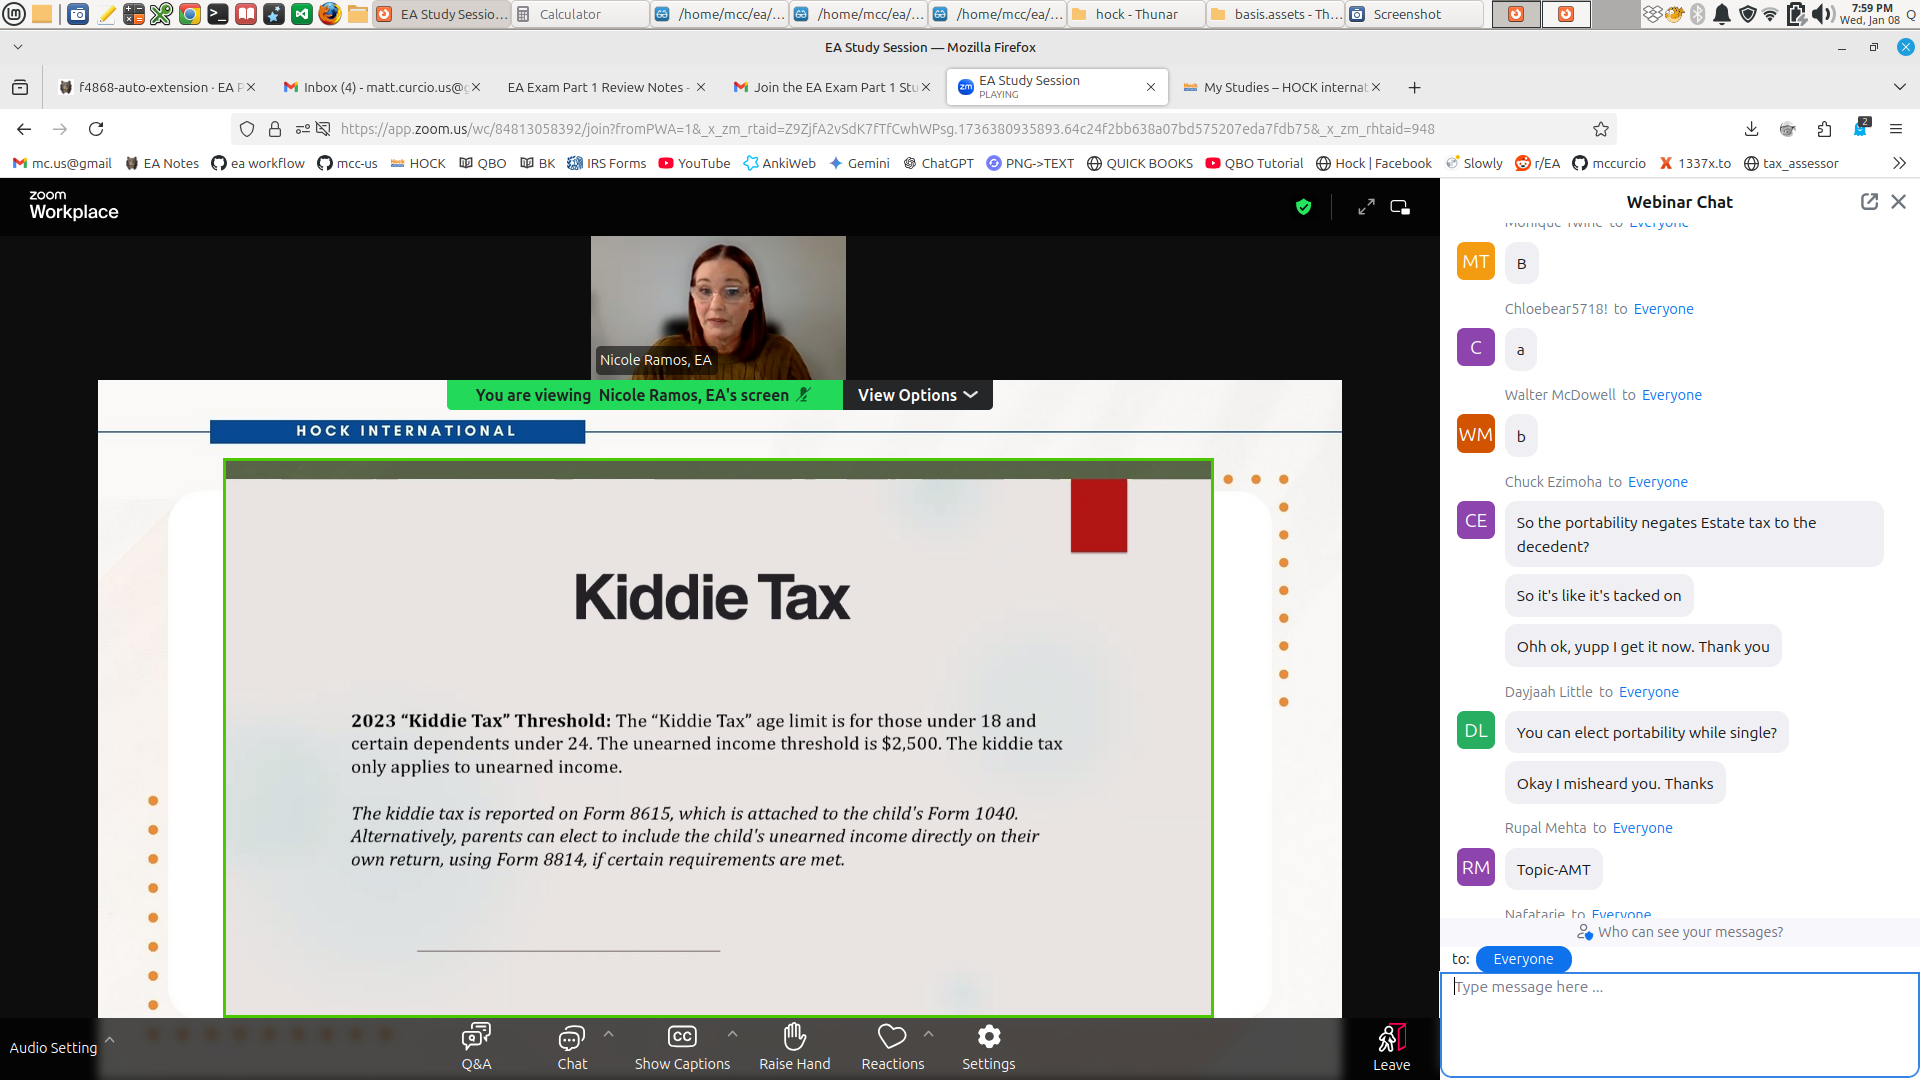 EA Study Sessio...
Calculator
/home/mcc/ea/...
/home/mcc/ea/...
/home/mcc/ea/...
hock - Thunar
basis.assets - Th...
Screenshot
7:59 PM
Wed, Jan 08
EA Study Session — Mozilla Firefox
f4868-auto-extension · EA P
Inbox (4) - matt.curcio.us@g
EA Exam Part 1 Review Notes -
Join the EA Exam Part 1 Stu
EA Study Session
PLAYING
My Studies – HOCK internat
https://app.zoom.us/wc/84813058392/join?fromPWA=1&_x_zm_rtaid=Z9ZjfA2vSdK7fTfCwhWPsg.1736380935893.64c24f2bb638a07bd575207eda7fdb75&_x_zm_rhtaid=948
2
mc.us@gmail
EA Notes
ea workflow
mcc-us
HOCK
QBO
BK
IRS Forms
YouTube
AnkiWeb
Gemini
ChatGPT
PNG->TEXT
QUICK BOOKS
QBO Tutorial
Hock | Facebook
Slowly
r/EA
mccurcio
1337x.to
tax_assessor
zoom
Workplace
Nicole Ramos, EA
You are viewing Nicole Ramos, EA's screen
View Options
HOCK INTERNATIONAL
Kiddie Tax
2023 “Kiddie Tax” Threshold: The “Kiddie Tax” age limit is for those under 18 and
certain dependents under 24. The unearned income threshold is $2,500. The kiddie tax
only applies to unearned income.
The kiddie tax is reported on Form 8615, which is attached to the child's Form 1040.
Alternatively, parents can elect to include the child's unearned income directly on their
own return, using Form 8814, if certain requirements are met.
Audio Setting
Q&A
Chat
CC
Show Captions
Raise Hand
Reactions
Settings
Leave
Webinar Chat
Monique Twine to Everyone
MT
B
Chloebear5718! to Everyone
C
a
Walter McDowell to Everyone
WM
b
Chuck Ezimoha to Everyone
CE
So the portability negates Estate tax to the
decedent?
So it's like it's tacked on
Ohh ok, yupp I get it now. Thank you
Dayjaah Little to Everyone
DL
You can elect portability while single?
Okay I misheard you. Thanks
Rupal Mehta to Everyone
RM
Topic-AMT
Nafatarie to Everyone
Who can see your messages?
to: Everyone
Type message here ...